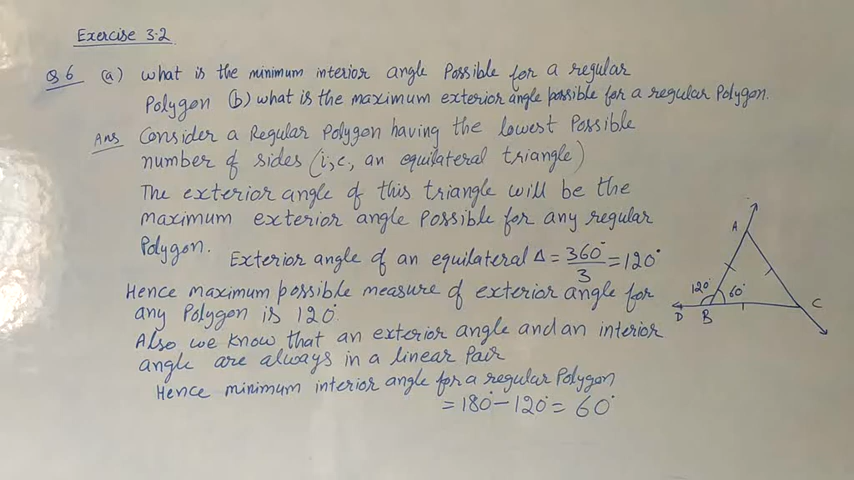 Exercise 3.2
Q 6 (a) What is the minimum interior angle Possible for a regular
Polygon (b) what is the maximum exterior angle possible for a regular Polygon.
Ans Consider a Regular Polygon having the lowest Possible
number of sides (i,e, an equilateral triangle)
The exterior angle of this triangle will be the
maximum exterior angle Possible for any regular
Polygon.
Exterior angle of an equilateral Δ = 360°/3 = 120°
Hence maximum possible measure of exterior angle for
any Polygon is 120°
Also we know that an exterior angle and an interior
angle are always in a linear Pair
Hence minimum interior angle for a regular Polygon
= 180° - 120° = 60°
A
120° 60°
D B C